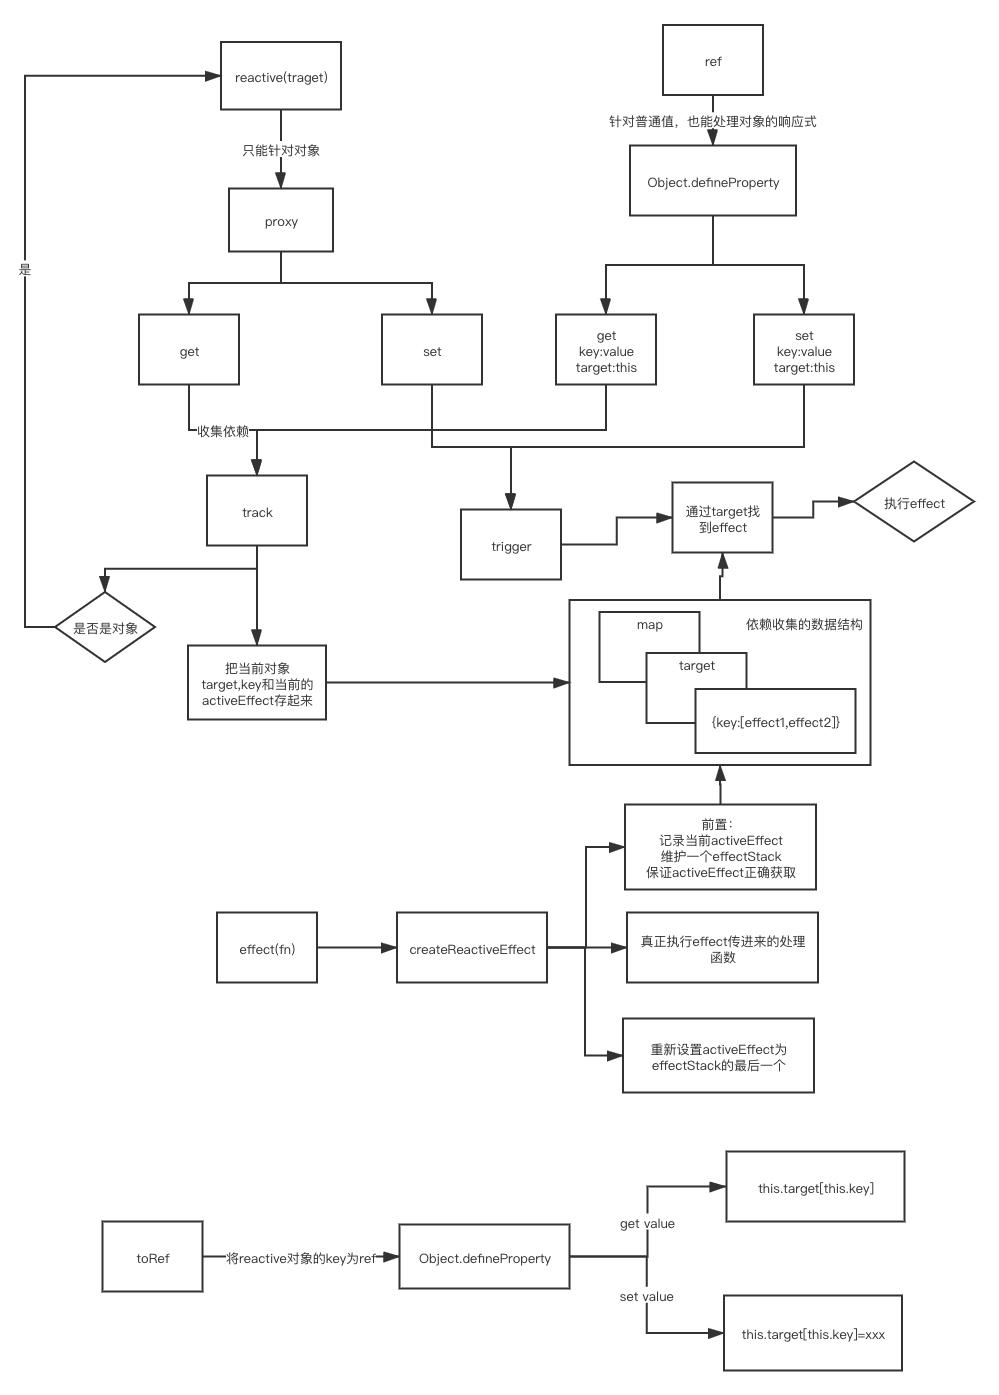 reactive(traget)
ref
针对普通值，也能处理对象的响应式
只能针对对象
Object.defineProperty
proxy
是
get
set
get
key:value
target:this
set
key:value
target:this
收集依赖
track
trigger
通过target找
到effect
执行effect
是否是对象
把当前对象
target,key和当前的
activeEffect存起来
map
依赖收集的数据结构
target
{key:[effect1,effect2]}
前置：
记录当前activeEffect
维护一个effectStack
保证activeEffect正确获取
effect(fn)
createReactiveEffect
真正执行effect传进来的处理
函数
重新设置activeEffect为
effectStack的最后一个
this.target[this.key]
get value
toRef
将reactive对象的key为ref
Object.defineProperty
set value
this.target[this.key]=xxx